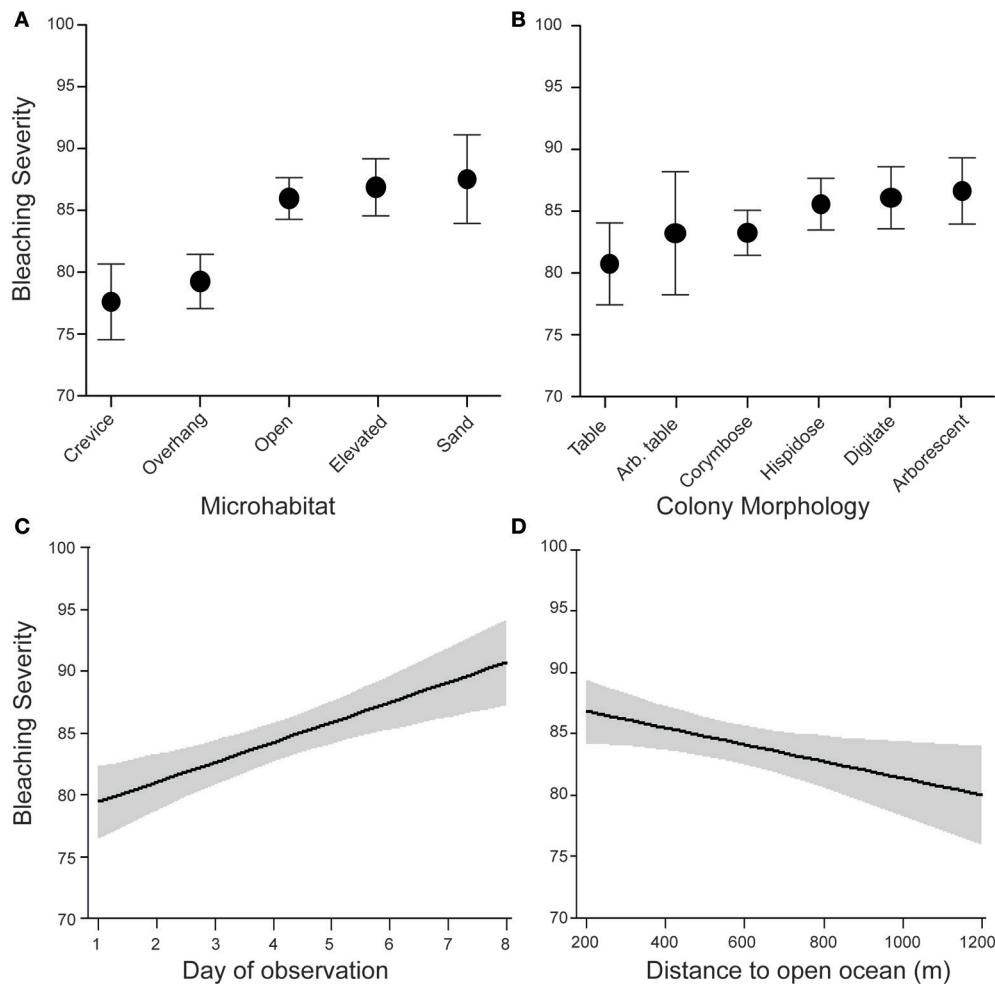 A
100
95
90
85
80
75
70
Bleaching Severity
Crevice
Overhang
Open
Elevated
Sand
Microhabitat
B
100
95
90
85
80
75
70
Table
Arb. table
Corymbose
Hispidose
Digitate
Arborescent
Colony Morphology
C
100
95
90
85
80
75
70
Bleaching Severity
1 2 3 4 5 6 7 8
Day of observation
D
100
95
90
85
80
75
70
200 400 600 800 1000 1200
Distance to open ocean (m)